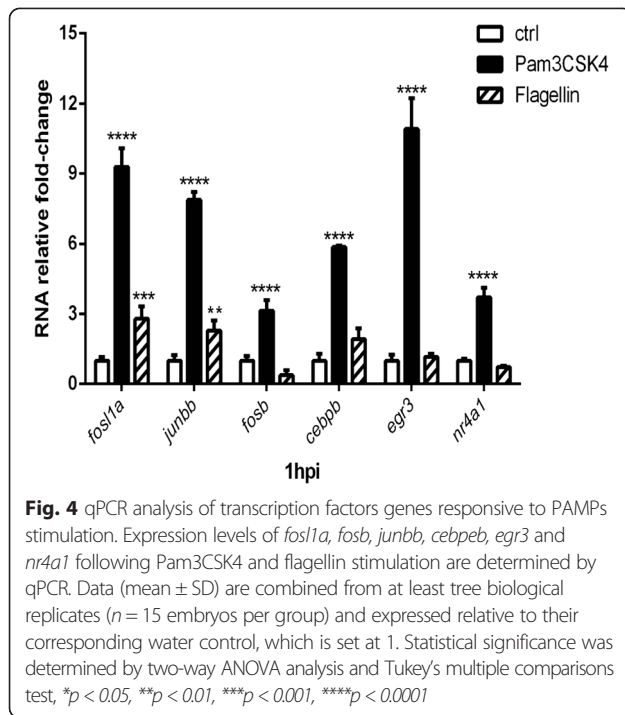 15
12
9
6
3
0
RNA relative fold-change
ctrl
Pam3CSK4
Flagellin
****
***
****
**
****
****
****
****
fosl1a
junbb
fosb
cebpb
egr3
nr4a1
1hpi
Fig. 4 qPCR analysis of transcription factors genes responsive to PAMPs
stimulation. Expression levels of fosl1a, fosb, junbb, cebpeb, egr3 and
nr4a1 following Pam3CSK4 and flagellin stimulation are determined by
qPCR. Data (mean ± SD) are combined from at least tree biological
replicates (n = 15 embryos per group) and expressed relative to their
corresponding water control, which is set at 1. Statistical significance was
determined by two-way ANOVA analysis and Tukey's multiple comparisons
test, *p < 0.05, **p < 0.01, ***p < 0.001, ****p < 0.0001